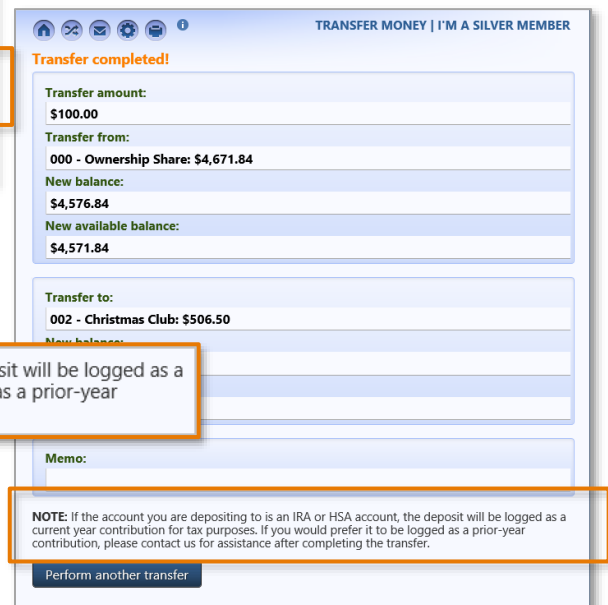 TRANSFER MONEY | I'M A SILVER MEMBER
Transfer completed!
Transfer amount:
$100.00
Transfer from:
000 - Ownership Share: $4,671.84
New balance:
$4,576.84
New available balance:
$4,571.84
Transfer to:
002 - Christmas Club: $506.50
New balance:
sit will be logged as a
as a prior-year
Memo:
NOTE: If the account you are depositing to is an IRA or HSA account, the deposit will be logged as a
current year contribution for tax purposes. If you would prefer it to be logged as a prior-year
contribution, please contact us for assistance after completing the transfer.
Perform another transfer